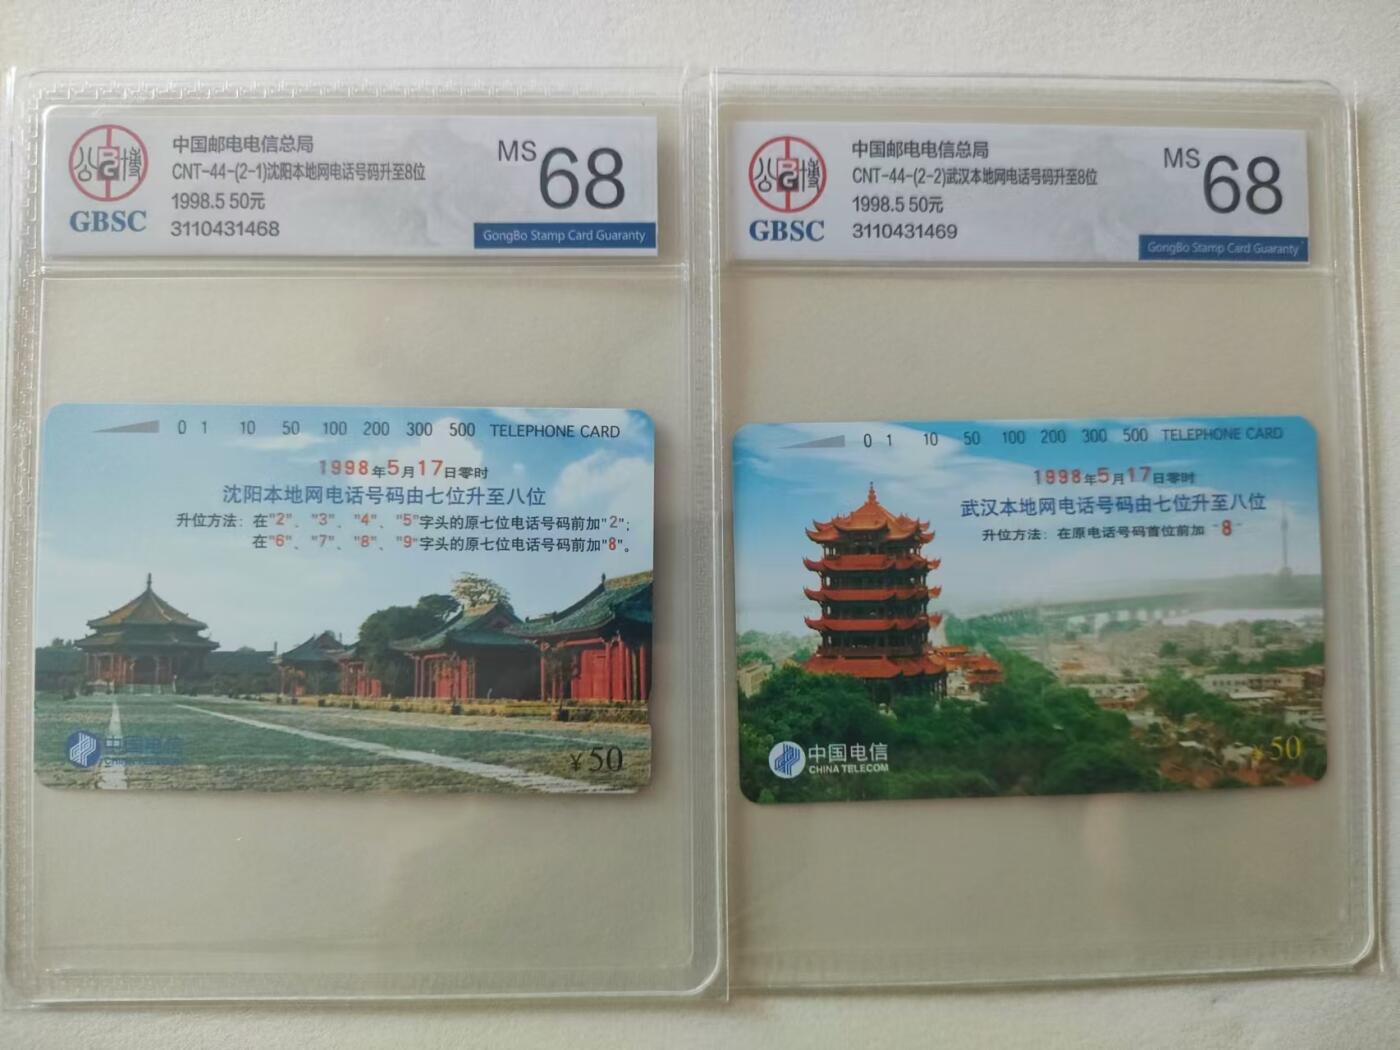 公博
GBSC
中国邮电电信总局
CNT-44-(2-1)沈阳本地网电话号码升至8位
1998.5 50元
3110431468
MS 68
GongBo Stamp Card Guaranty
0 1 10 50 100 200 300 500 TELEPHONE CARD
1998年5月17日零时
沈阳本地网电话号码由七位升至八位
升位方法：在"2"、"3"、"4"、"5"字头的原七位电话号码前加"2"；
在"6"、"7"、"8"、"9"字头的原七位电话号码前加"8"。
中国电信
¥50
公博
GBSC
中国邮电电信总局
CNT-44-(2-2)武汉本地网电话号码升至8位
1998.5 50元
3110431469
MS 68
GongBo Stamp Card Guaranty
0 1 10 50 100 200 300 500 TELEPHONE CARD
1998年5月17日零时
武汉本地网电话号码由七位升至八位
升位方法：在原电话号码首位前加 "8"
中国电信
CHINA TELECOM
¥50